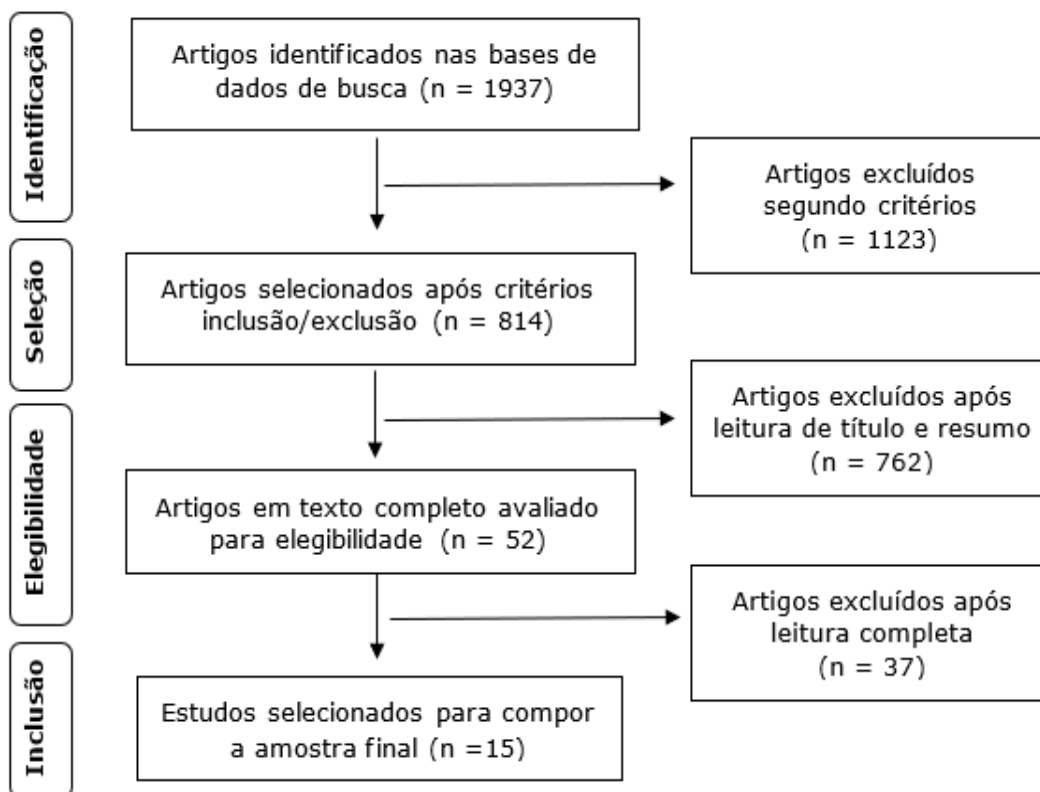 Identificação
Artigos identificados nas bases de
dados de busca (n = 1937)
Artigos excluídos
segundo critérios
(n = 1123)
Seleção
Artigos selecionados após critérios
inclusão/exclusão (n = 814)
Artigos excluídos após
leitura de título e resumo
(n = 762)
Elegibilidade
Artigos em texto completo avaliado
para elegibilidade (n = 52)
Artigos excluídos após
leitura completa
(n = 37)
Inclusão
Estudos selecionados para compor
a amostra final (n =15)